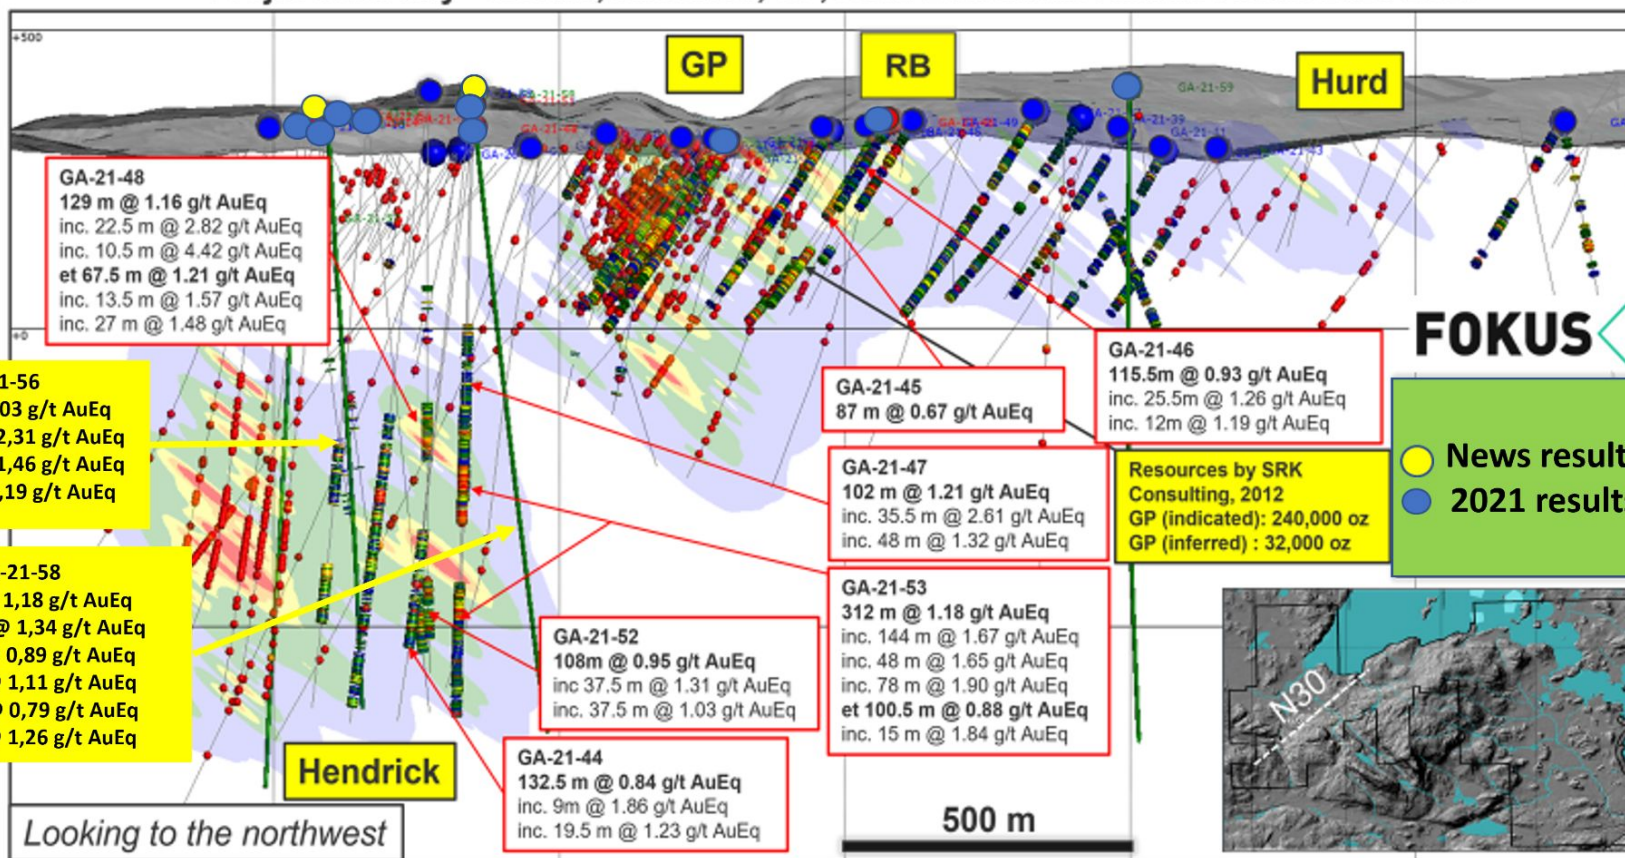 +500
GP
RB
Hurd
GA-21-59
GA-21-48
129 m @ 1.16 g/t AuEq
inc. 22.5 m @ 2.82 g/t AuEq
inc. 10.5 m @ 4.42 g/t AuEq
et 67.5 m @ 1.21 g/t AuEq
inc. 13.5 m @ 1.57 g/t AuEq
inc. 27 m @ 1.48 g/t AuEq
+0
1-56
03 g/t AuEq
2,31 g/t AuEq
1,46 g/t AuEq
,19 g/t AuEq
-21-58
1,18 g/t AuEq
@ 1,34 g/t AuEq
0,89 g/t AuEq
1,11 g/t AuEq
0,79 g/t AuEq
1,26 g/t AuEq
GA-21-45
87 m @ 0.67 g/t AuEq
GA-21-46
115.5m @ 0.93 g/t AuEq
inc. 25.5m @ 1.26 g/t AuEq
inc. 12m @ 1.19 g/t AuEq
FOKUS
GA-21-47
102 m @ 1.21 g/t AuEq
inc. 35.5 m @ 2.61 g/t AuEq
inc. 48 m @ 1.32 g/t AuEq
Resources by SRK
Consulting, 2012
GP (indicated): 240,000 oz
GP (inferred) : 32,000 oz
News result
2021 results
GA-21-53
312 m @ 1.18 g/t AuEq
inc. 144 m @ 1.67 g/t AuEq
inc. 48 m @ 1.65 g/t AuEq
inc. 78 m @ 1.90 g/t AuEq
et 100.5 m @ 0.88 g/t AuEq
inc. 15 m @ 1.84 g/t AuEq
GA-21-52
108m @ 0.95 g/t AuEq
inc 37.5 m @ 1.31 g/t AuEq
inc. 37.5 m @ 1.03 g/t AuEq
GA-21-44
132.5 m @ 0.84 g/t AuEq
inc. 9m @ 1.86 g/t AuEq
inc. 19.5 m @ 1.23 g/t AuEq
Hendrick
Looking to the northwest
500 m
N30